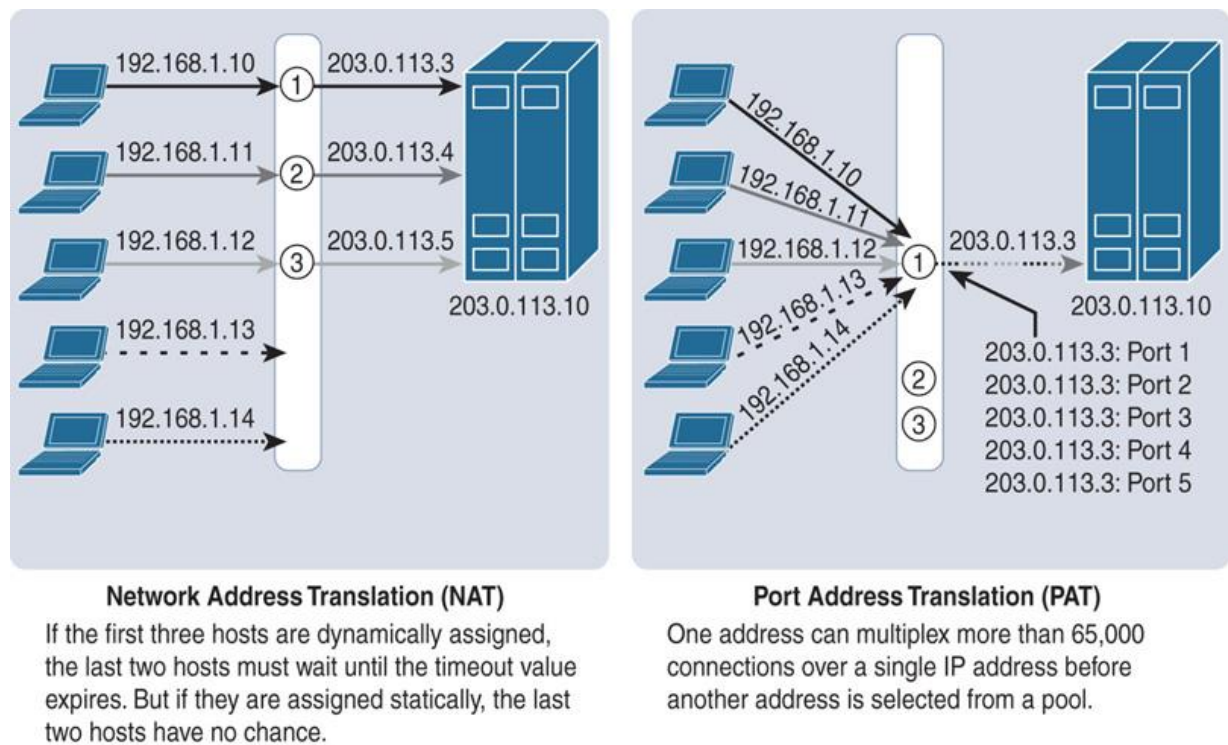 192.168.1.10
1
203.0.113.3
192.168.1.11
2
203.0.113.4
192.168.1.12
3
203.0.113.5
203.0.113.10
192.168.1.13
192.168.1.14
192.168.1.10
192.168.1.11
192.168.1.12
1
203.0.113.3
192.168.1.13
203.0.113.10
192.168.1.14
203.0.113.3: Port 1
2
203.0.113.3: Port 2
3
203.0.113.3: Port 3
203.0.113.3: Port 4
203.0.113.3: Port 5
Network Address Translation (NAT)
If the first three hosts are dynamically assigned,
the last two hosts must wait until the timeout value
expires. But if they are assigned statically, the last
two hosts have no chance.
Port Address Translation (PAT)
One address can multiplex more than 65,000
connections over a single IP address before
another address is selected from a pool.